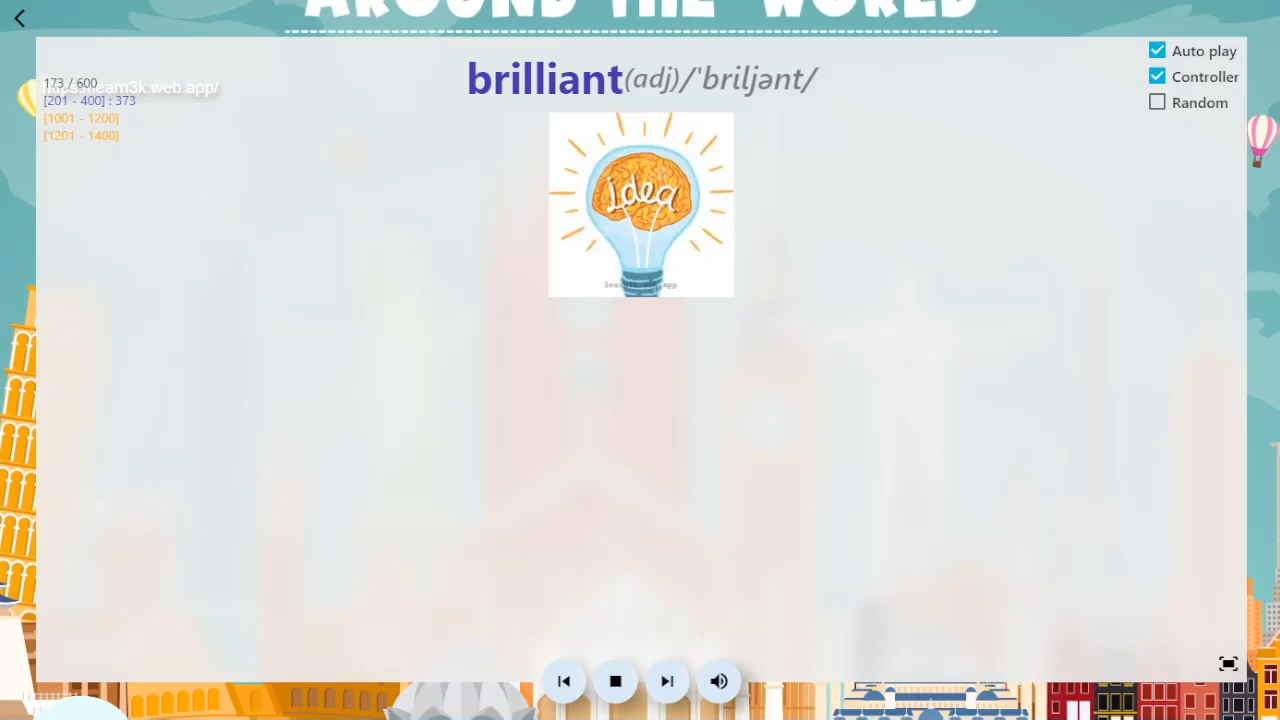 AROUND THE WORLD
brilliant(adj)/'briljənt/
173 / 600
https://learn3k.web.app/
[201 - 400] : 373
[1001 - 1200]
[1201 - 1400]
Auto play
Controller
Random
idea